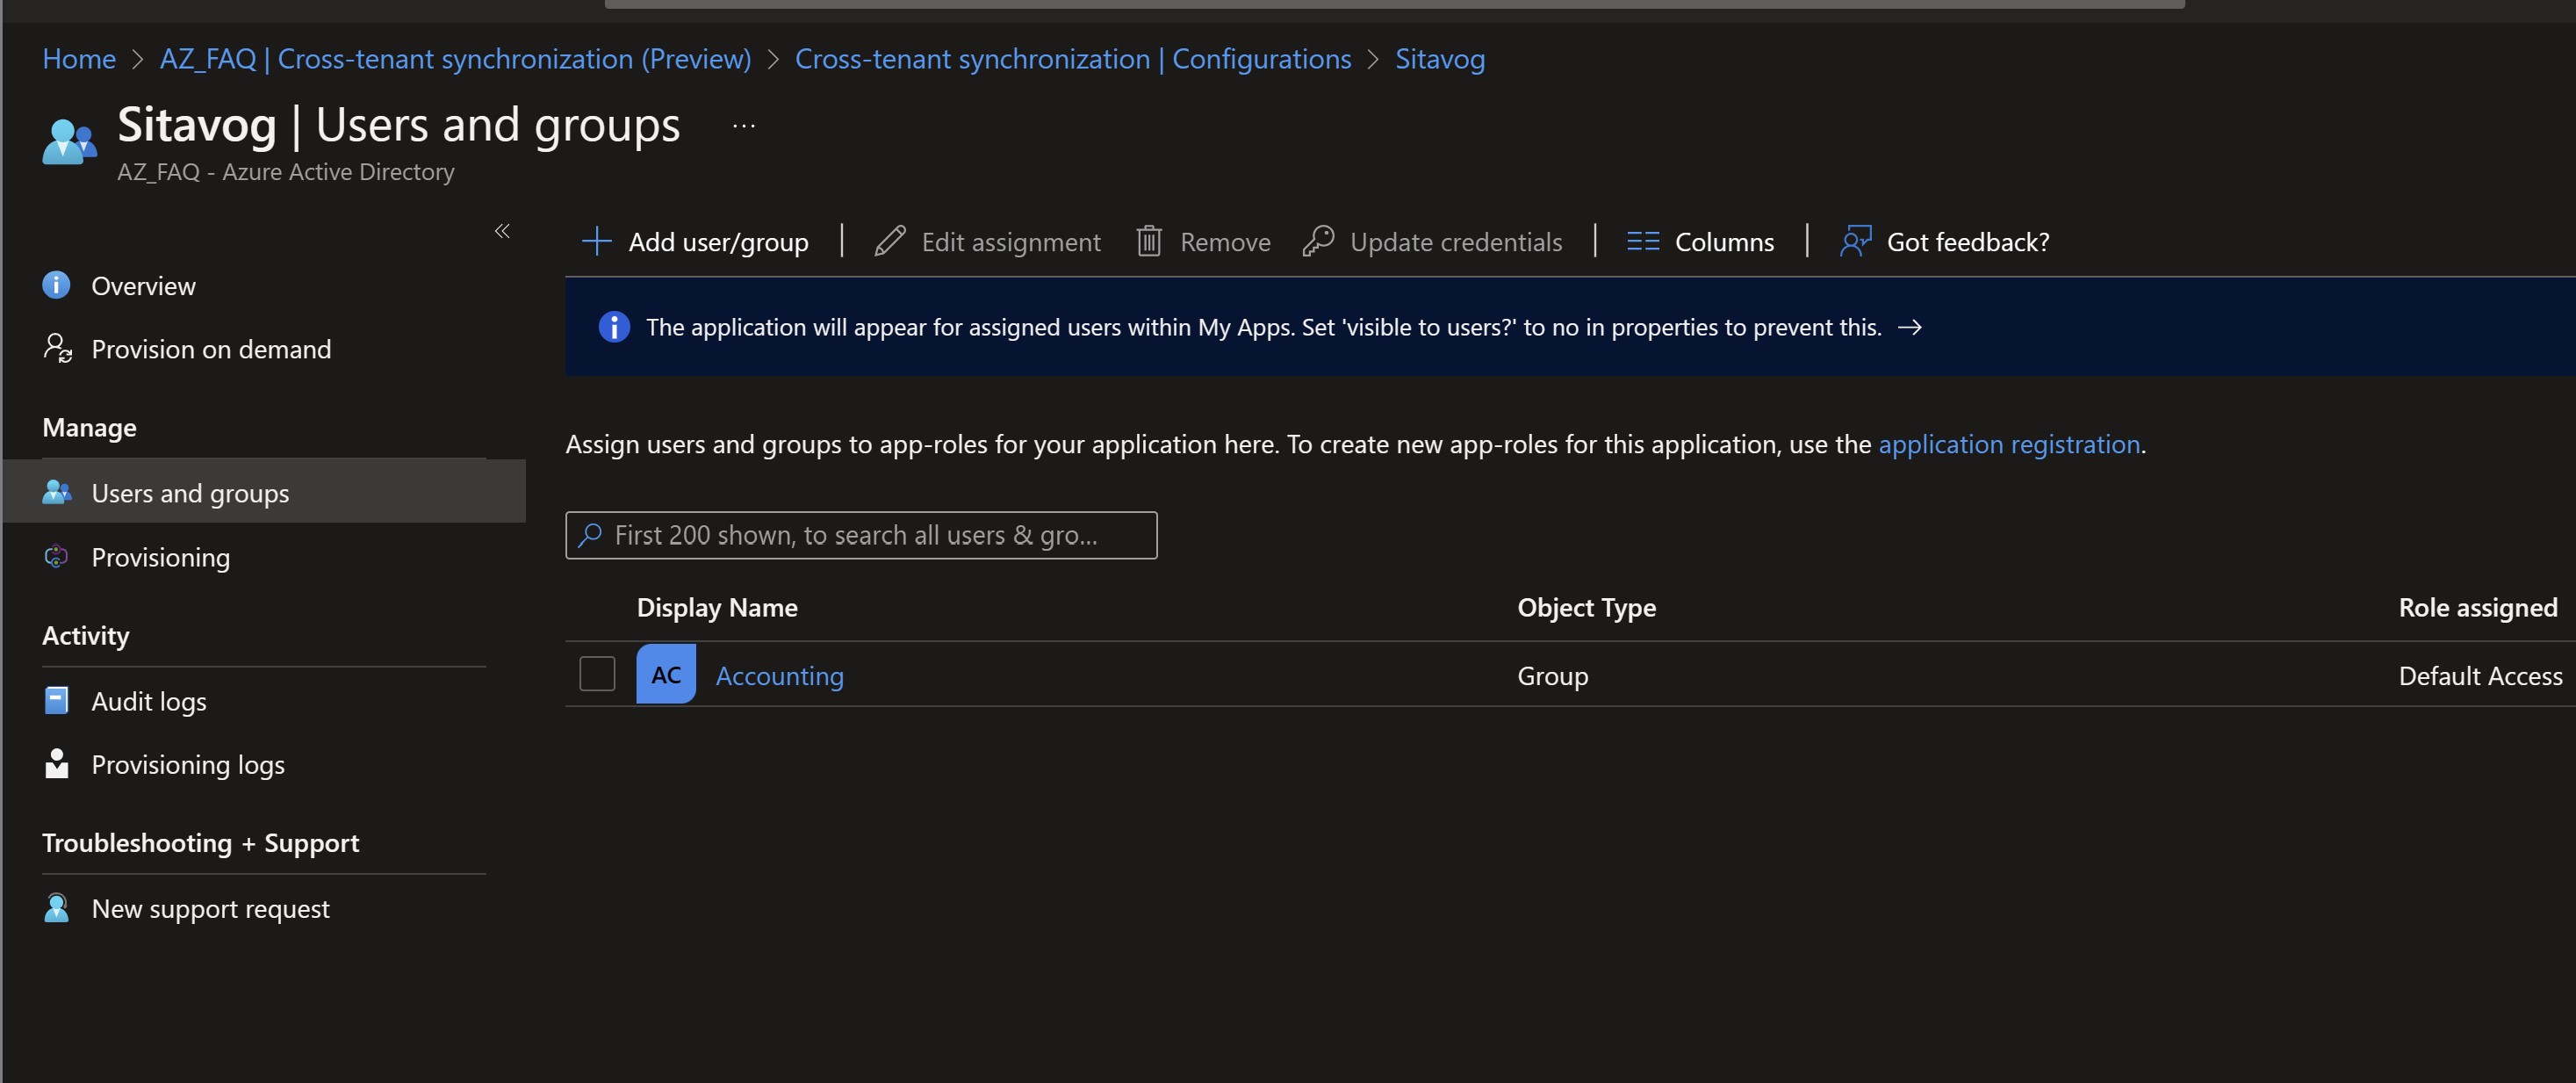 Home > AZ_FAQ | Cross-tenant synchronization (Preview) > Cross-tenant synchronization | Configurations > Sitavog
Sitavog | Users and groups ...
AZ_FAQ - Azure Active Directory
«
Overview
Provision on demand
Manage
Users and groups
Provisioning
Activity
Audit logs
Provisioning logs
Troubleshooting + Support
New support request
Add user/group | Edit assignment Remove Update credentials | Columns | Got feedback?
The application will appear for assigned users within My Apps. Set 'visible to users?' to no in properties to prevent this. →
Assign users and groups to app-roles for your application here. To create new app-roles for this application, use the application registration.
First 200 shown, to search all users & gro...
Display Name Object Type Role assigned
AC Accounting Group Default Access